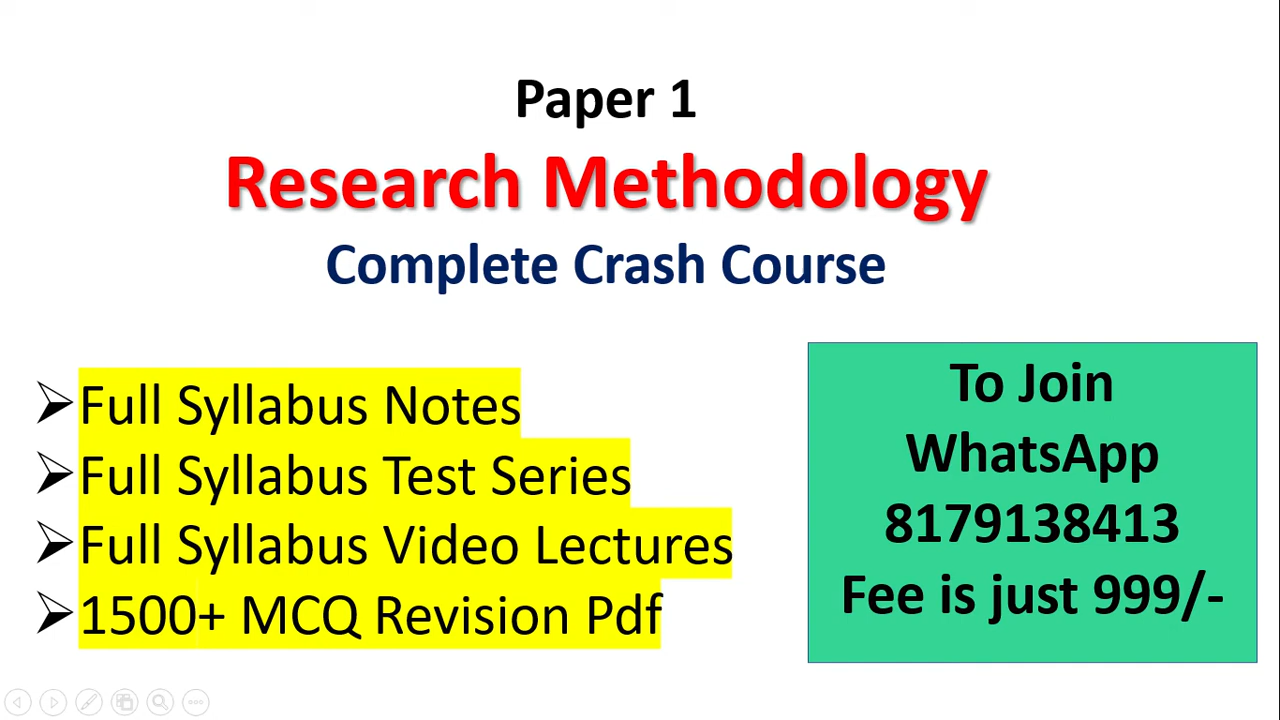 Paper 1
Research Methodology
Complete Crash Course
➢Full Syllabus Notes
➢Full Syllabus Test Series
➢Full Syllabus Video Lectures
➢1500+ MCQ Revision Pdf
To Join
WhatsApp
8179138413
Fee is just 999/-